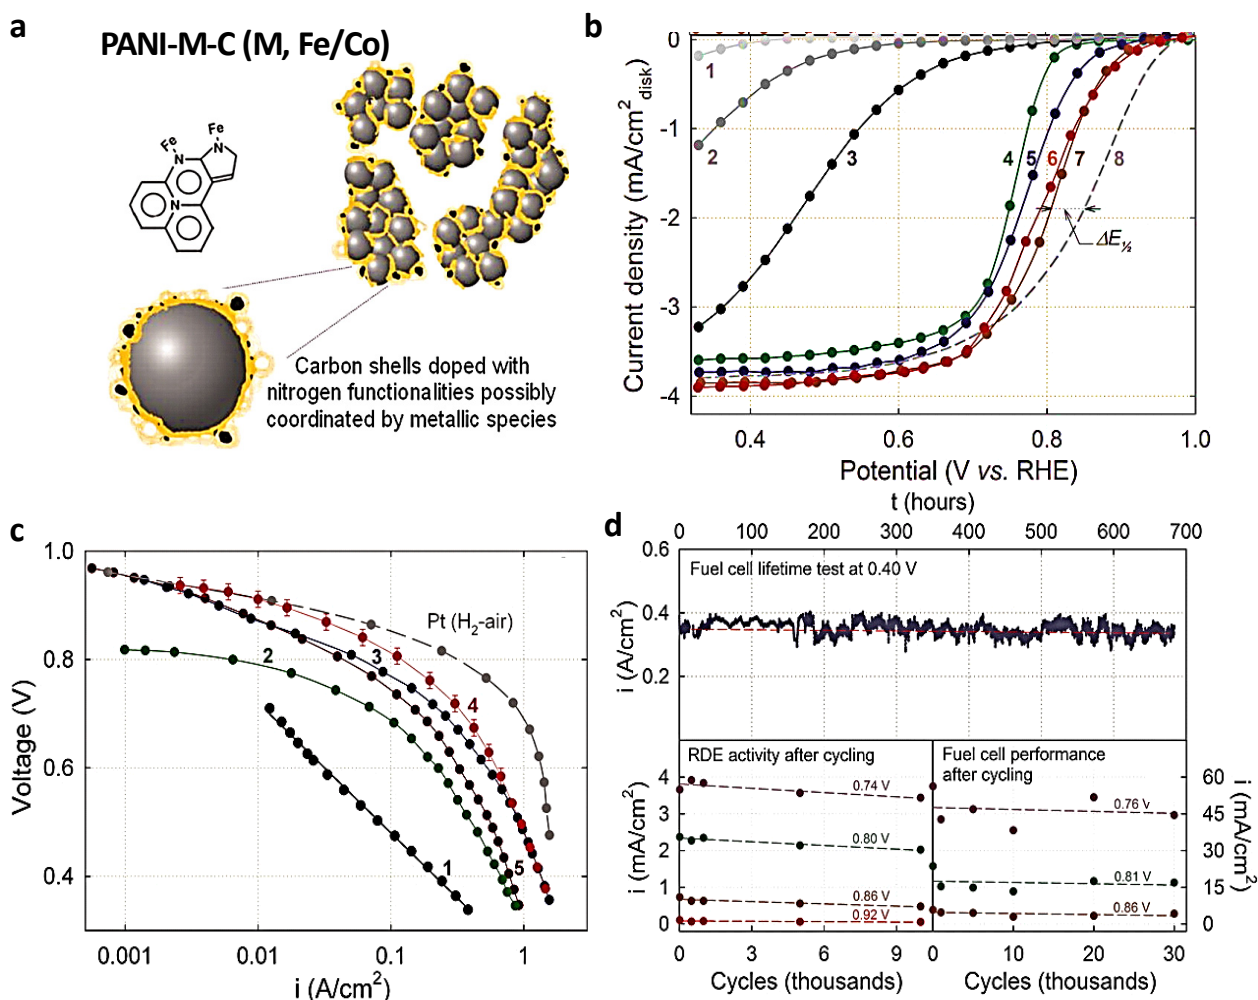 a
PANI-M-C (M, Fe/Co)
Fe
Fe
N
N
N
Carbon shells doped with
nitrogen functionalities possibly
coordinated by metallic species
b
Current density (mA/cm²disk)
0
-1
-2
-3
-4
1
2
3
4
5
6
7
8
ΔE½
0.4
0.6
0.8
1.0
Potential (V vs. RHE)
c
Voltage (V)
1.0
0.8
0.6
0.4
Pt (H2-air)
2
3
4
1
5
0.001
0.01
0.1
1
i (A/cm²)
d
t (hours)
0
100
200
300
400
500
600
700
i (A/cm²)
0.6
0.4
0.2
Fuel cell lifetime test at 0.40 V
RDE activity after cycling
i (mA/cm²)
4
3
2
1
0
0.74 V
0.80 V
0.86 V
0.92 V
0
5
10
Cycles (thousands)
Fuel cell performance
after cycling
0.76 V
0.81 V
0.86 V
60
45
30
15
0
i (mA/cm²)
0
10
20
30
Cycles (thousands)